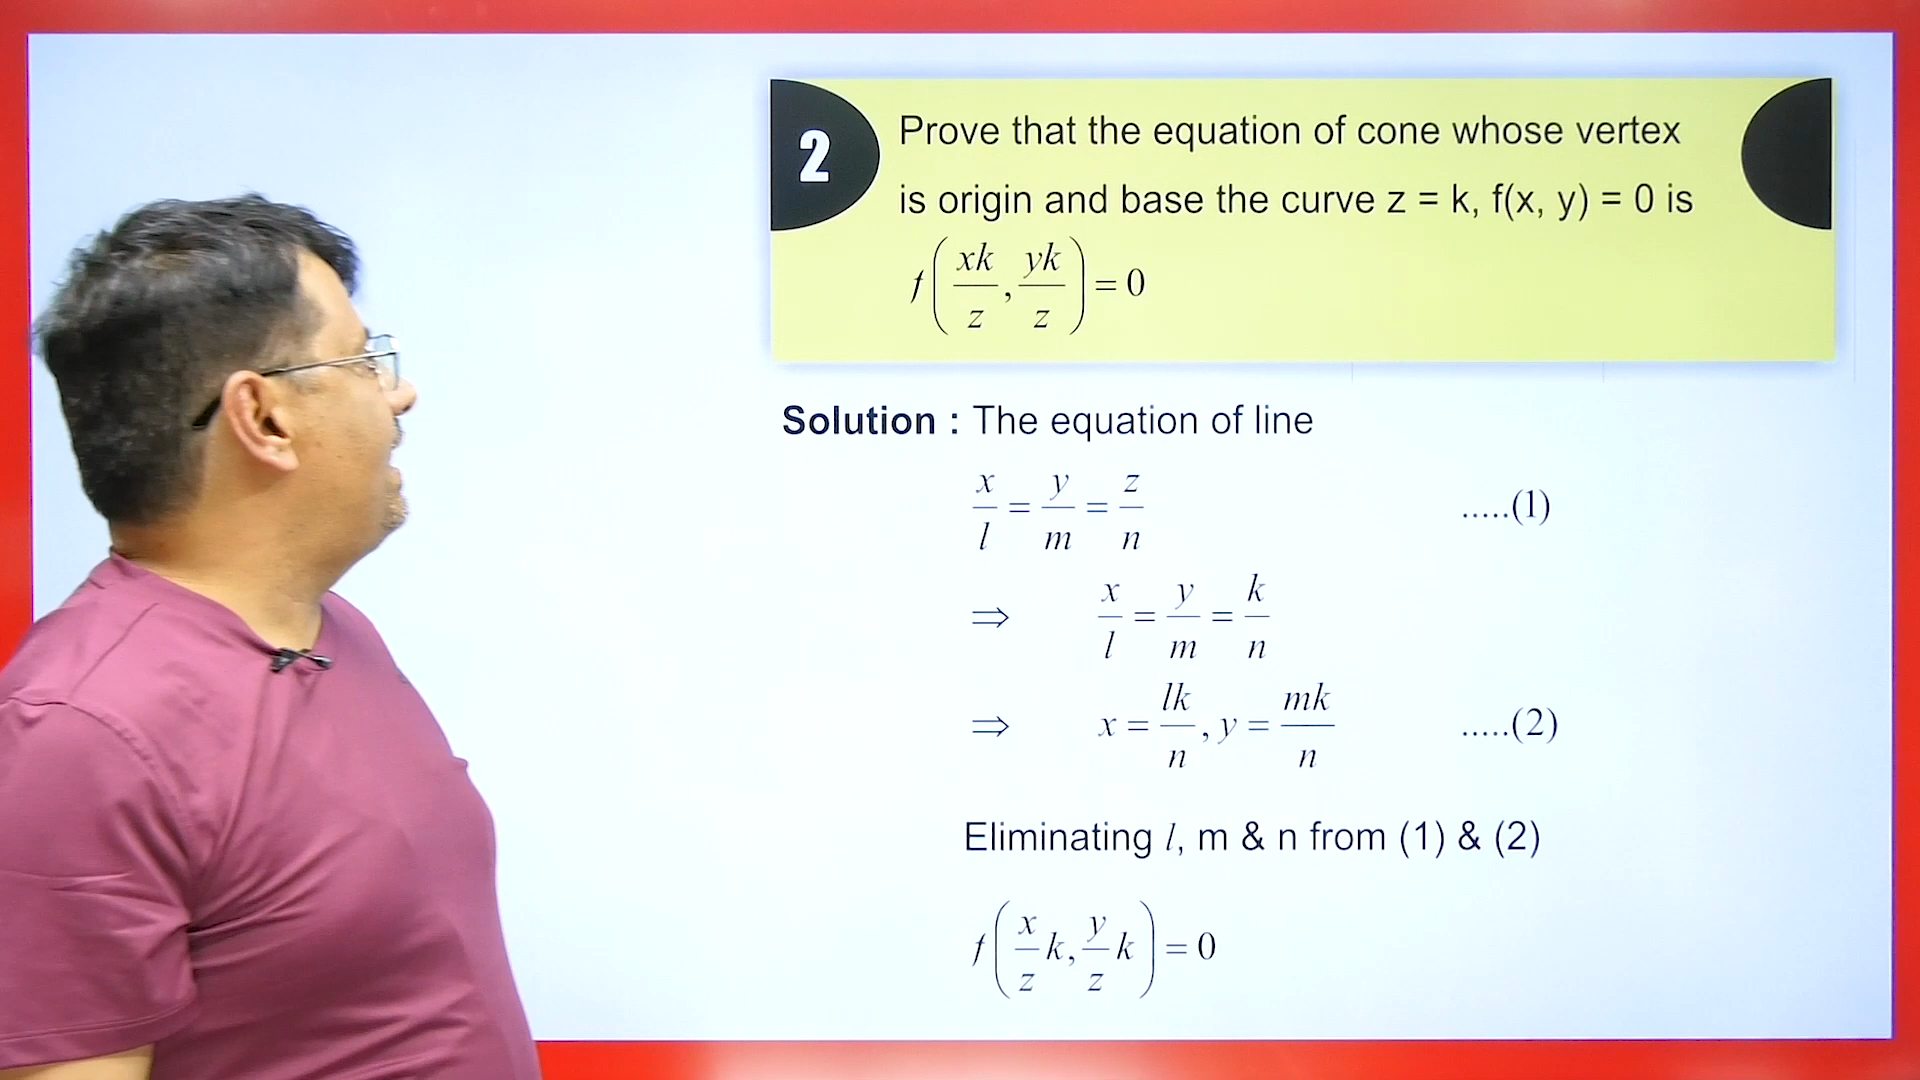 2
Prove that the equation of cone whose vertex
is origin and base the curve z = k, f(x, y) = 0 is
f(xk/z, yk/z) = 0
Solution : The equation of line
x/l = y/m = z/n .....(1)
⇒ x/l = y/m = k/n
⇒ x = lk/n, y = mk/n .....(2)
Eliminating l, m & n from (1) & (2)
f(x/z k, y/z k) = 0